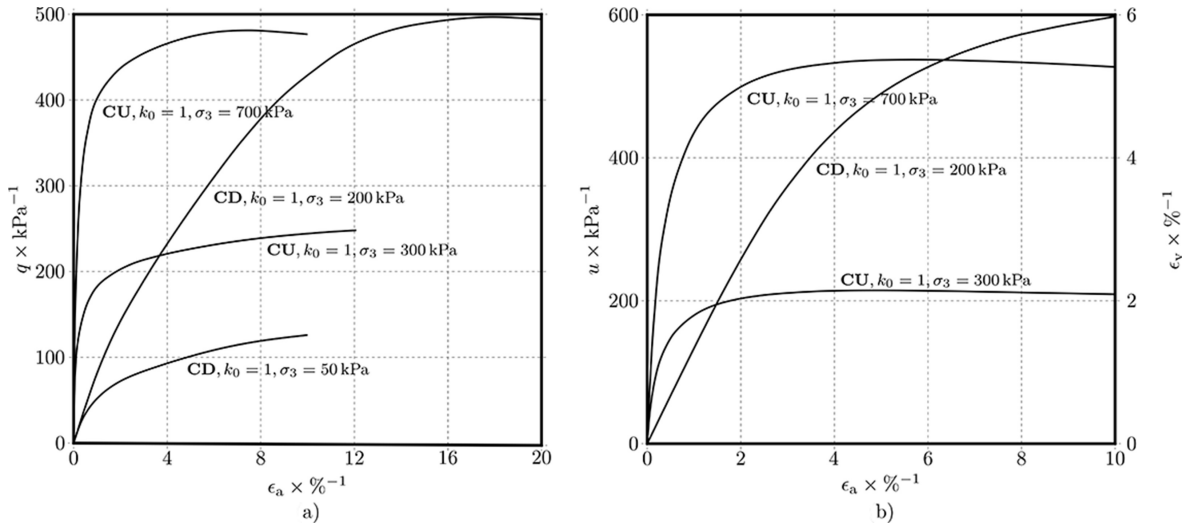 500
400
300
200
100
0
q × kPa⁻¹
CU, k₀ = 1, σ₃ = 700 kPa
CD, k₀ = 1, σ₃ = 200 kPa
CU, k₀ = 1, σ₃ = 300 kPa
CD, k₀ = 1, σ₃ = 50 kPa
0 4 8 12 16 20
ϵₐ × %⁻¹
a)
600
400
200
0
u × kPa⁻¹
CU, k₀ = 1, σ₃ = 700 kPa
CD, k₀ = 1, σ₃ = 200 kPa
CU, k₀ = 1, σ₃ = 300 kPa
6
4
2
0
ϵᵥ × %⁻¹
0 2 4 6 8 10
ϵₐ × %⁻¹
b)